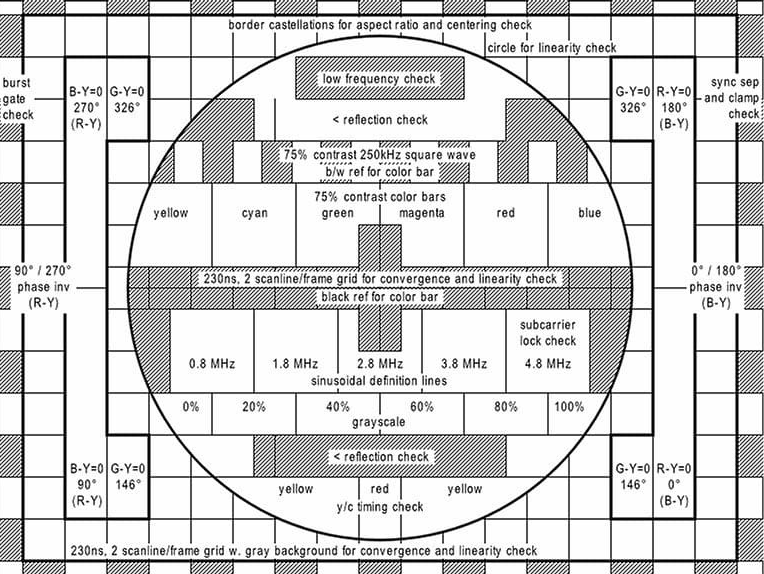 border castellations for aspect ratio and centering check
circle for linearity check
burst
gate
check
B-Y=0
270°
(R-Y)
G-Y=0
326°
low frequency check
G-Y=0
326°
R-Y=0
180°
(B-Y)
sync sep
and clamp
check
< reflection check
75% contrast 250kHz square wave
b/w ref for color bar
75% contrast color bars
yellow cyan green magenta red blue
90° / 270°
phase inv
(R-Y)
230ns, 2 scanline/frame grid for convergence and linearity check
black ref for color bar
0° / 180°
phase inv
(B-Y)
subcarrier
lock check
0.8 MHz 1.8 MHz 2.8 MHz 3.8 MHz 4.8 MHz
sinusoidal definition lines
0% 20% 40% 60% 80% 100%
grayscale
B-Y=0
90°
(R-Y)
G-Y=0
146°
< reflection check
G-Y=0
146°
R-Y=0
0°
(B-Y)
yellow red yellow
y/c timing check
230ns, 2 scanline/frame grid w. gray background for convergence and linearity check